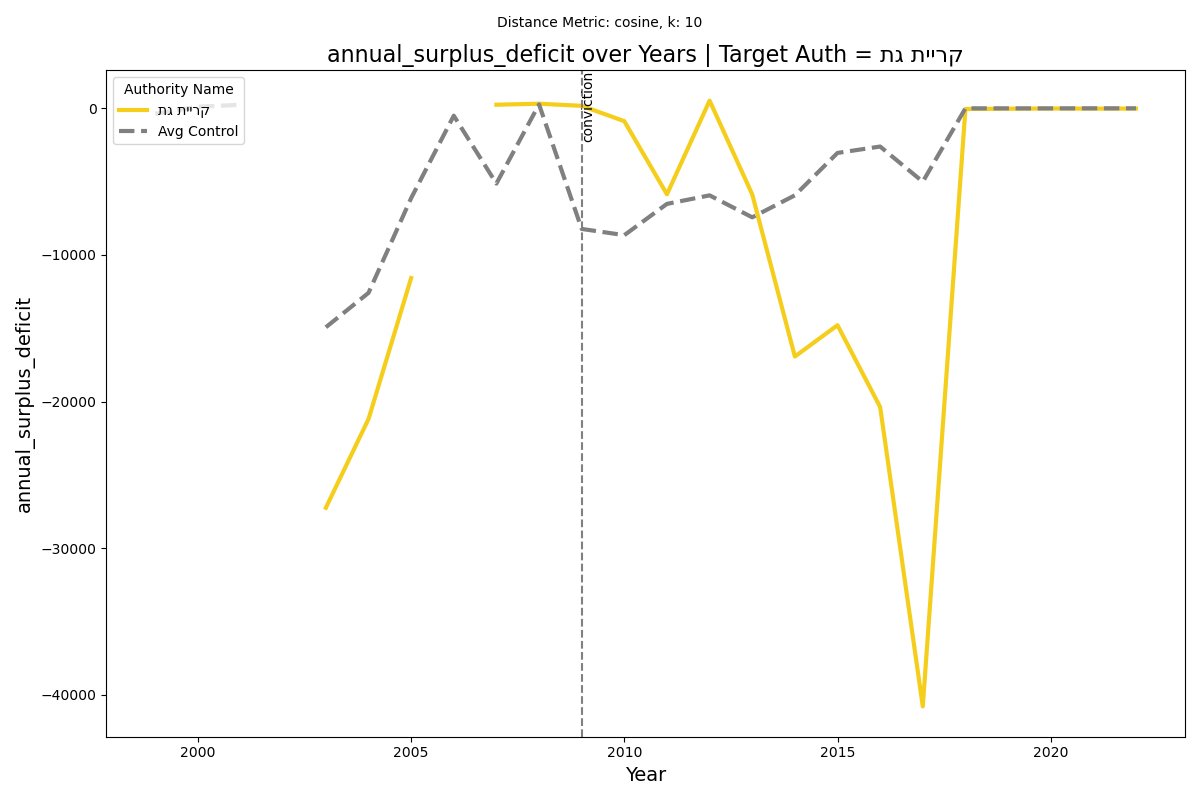 Distance Metric: cosine, k: 10
annual_surplus_deficit over Years | Target Auth = קריית גת
Authority Name
קריית גת
Avg Control
conviction
annual_surplus_deficit
0
−10000
−20000
−30000
−40000
2000
2005
2010
2015
2020
Year